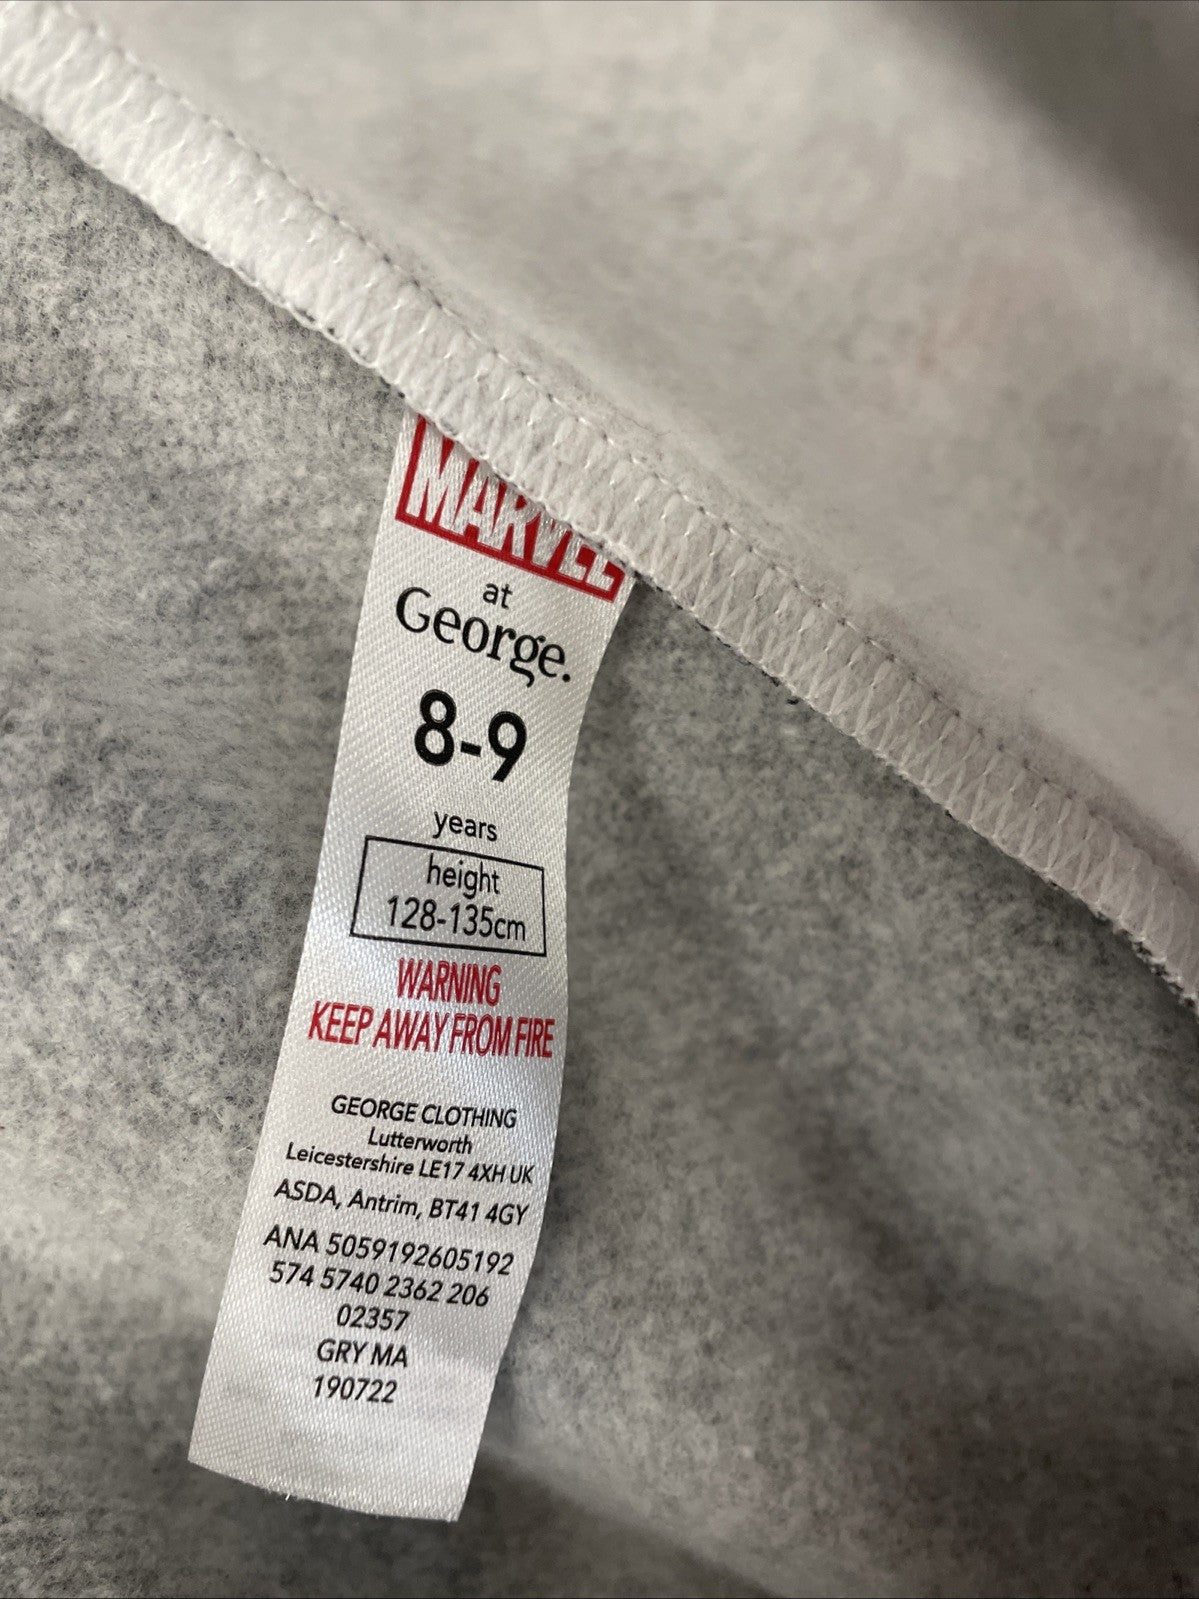 MARVEL
at
George.
8-9
years
height
128-135cm
WARNING
KEEP AWAY FROM FIRE
GEORGE CLOTHING
Lutterworth
Leicestershire LE17 4XH UK
ASDA, Antrim, BT41 4GY
ANA 5059192605192
574 5740 2362 206
02357
GRY MA
190722